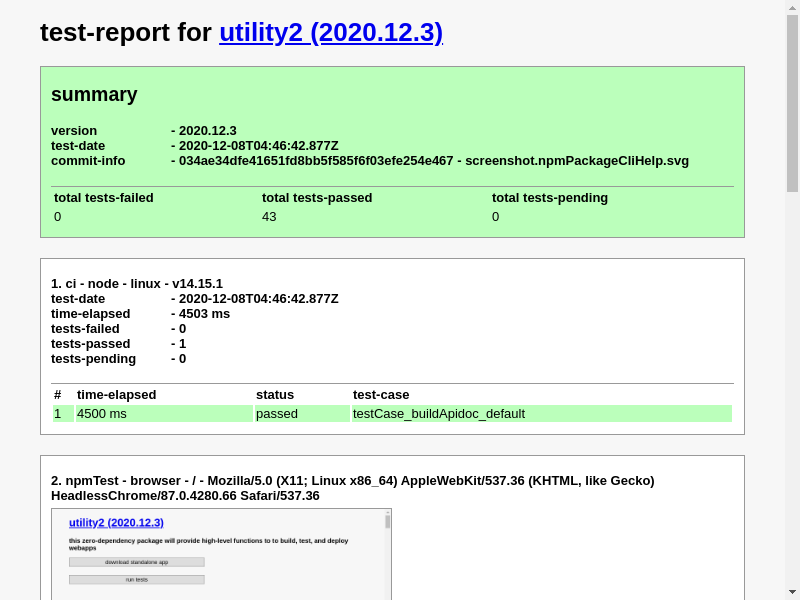 test-report for utility2 (2020.12.3)
summary
version - 2020.12.3
test-date - 2020-12-08T04:46:42.877Z
commit-info - 034ae34dfe41651fd8bb5f585f6f03efe254e467 - screenshot.npmPackageCliHelp.svg
total tests-failed total tests-passed total tests-pending
0 43 0
1. ci - node - linux - v14.15.1
test-date - 2020-12-08T04:46:42.877Z
time-elapsed - 4503 ms
tests-failed - 0
tests-passed - 1
tests-pending - 0
# time-elapsed status test-case
1 4500 ms passed testCase_buildApidoc_default
2. npmTest - browser - / - Mozilla/5.0 (X11; Linux x86_64) AppleWebKit/537.36 (KHTML, like Gecko)
HeadlessChrome/87.0.4280.66 Safari/537.36
utility2 (2020.12.3)
this zero-dependency package will provide high-level functions to to build, test, and deploy
webapps
download standalone app
run tests